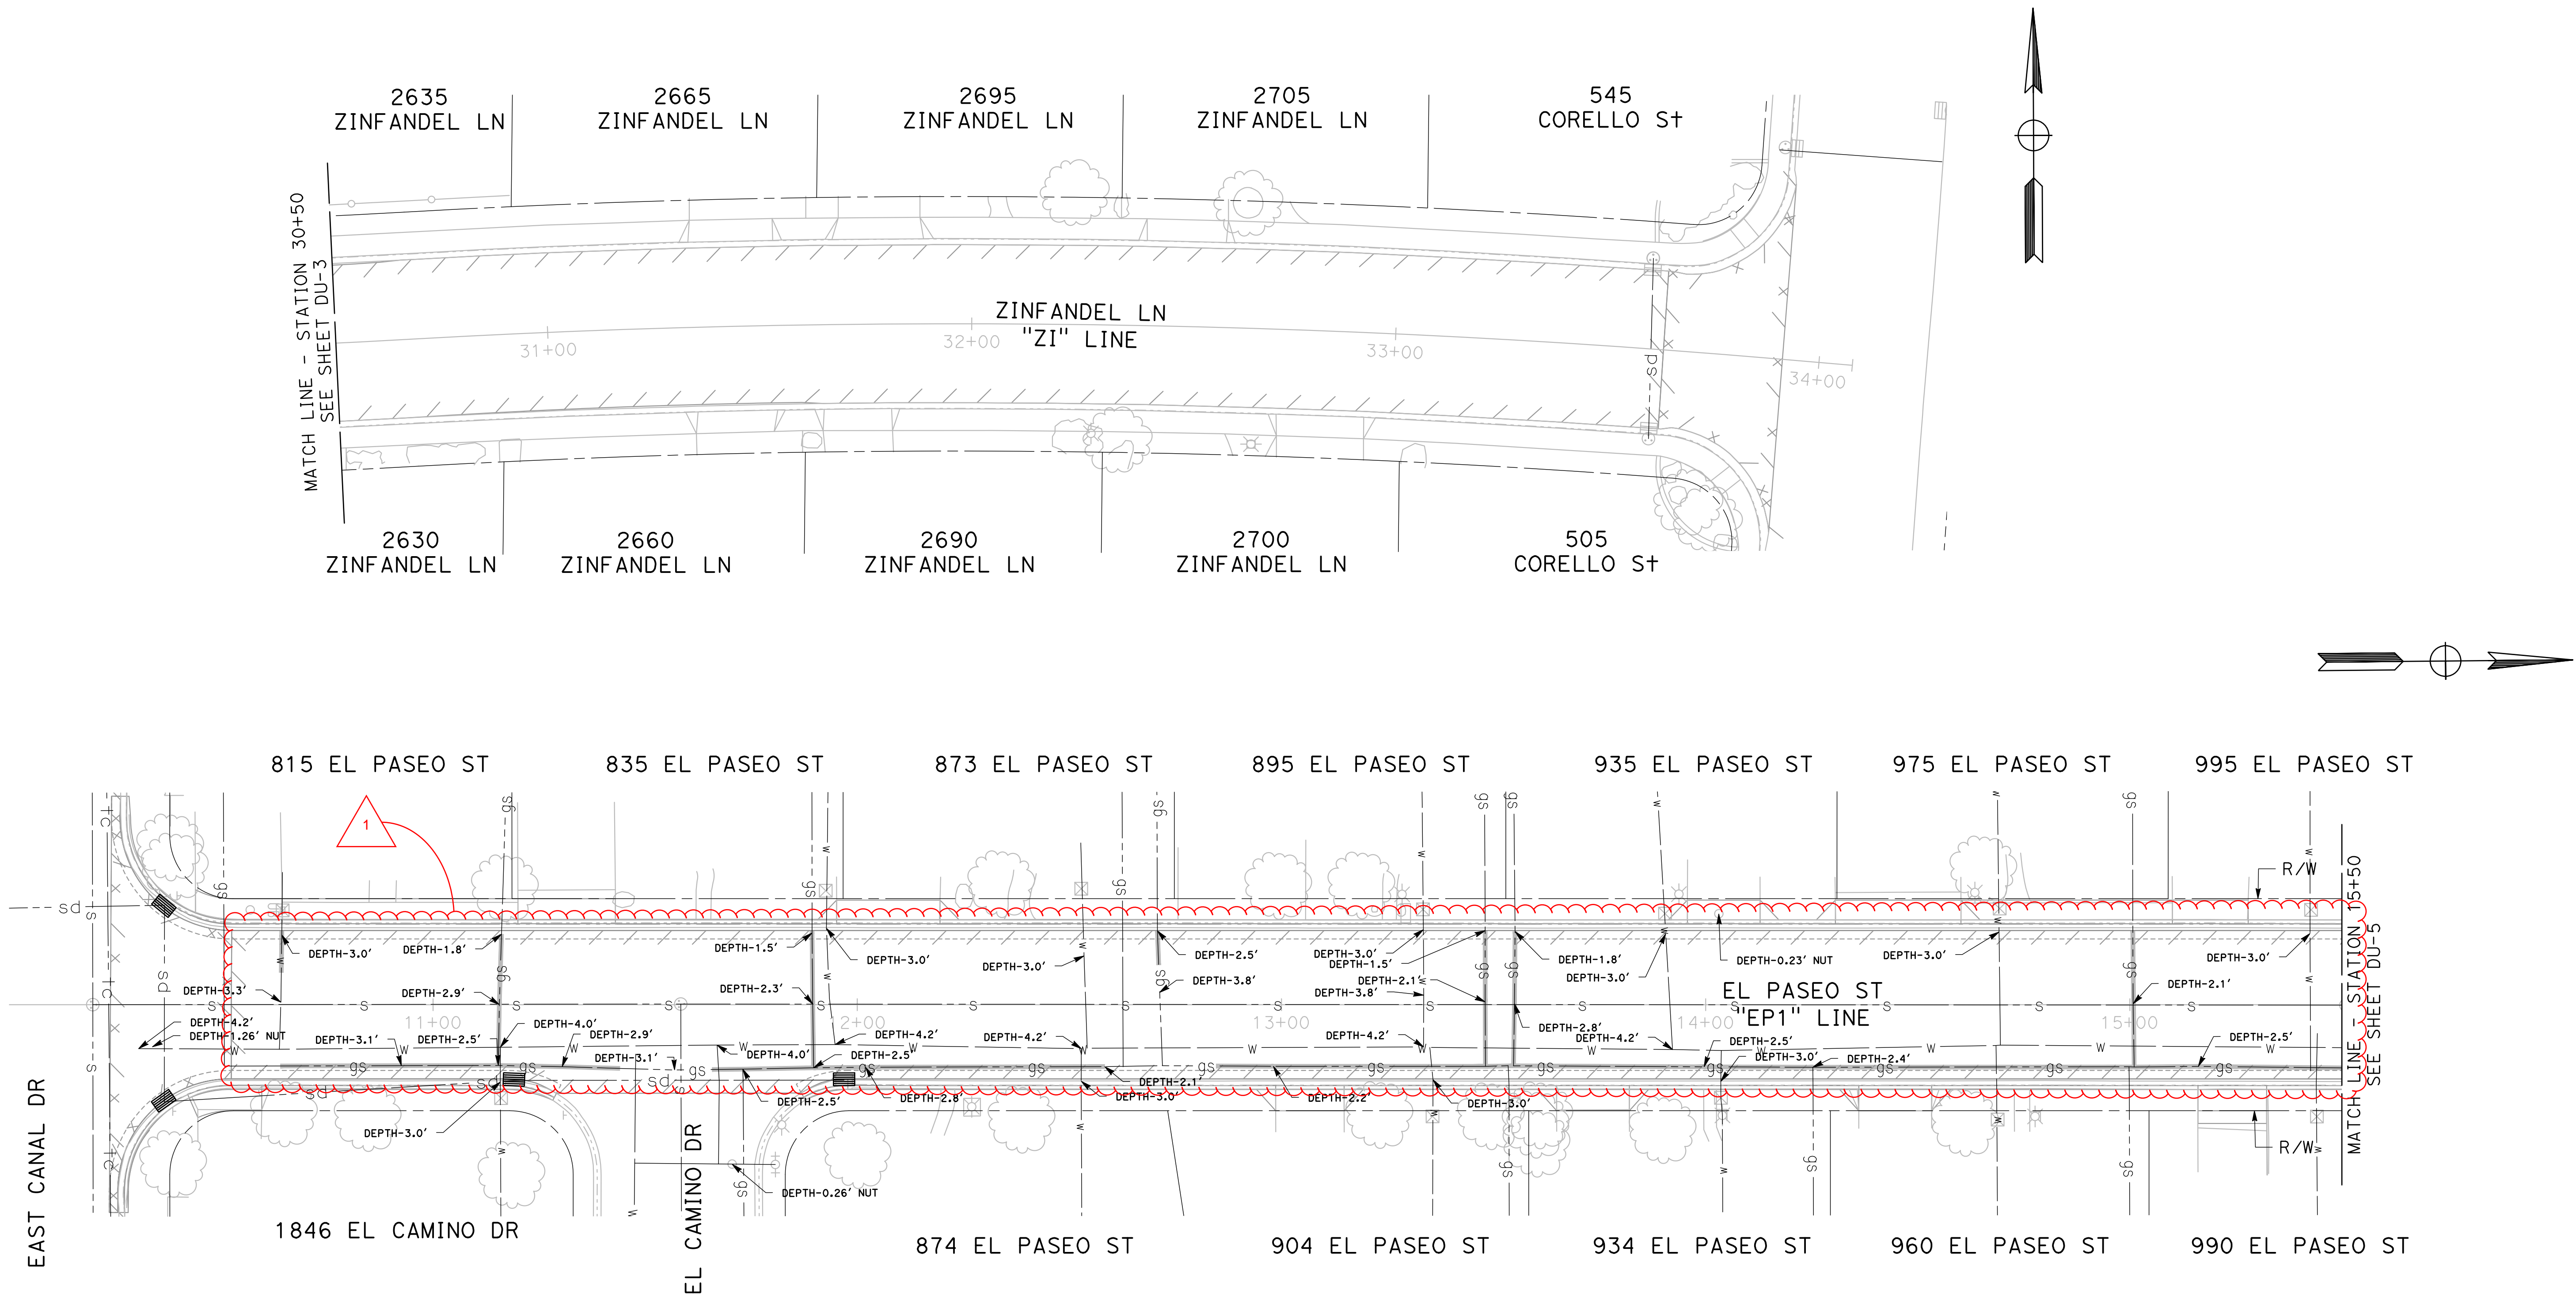 2635
ZINFANDEL LN
2665
ZINFANDEL LN
2695
ZINFANDEL LN
2705
ZINFANDEL LN
545
CORELLO St
MATCH LINE - STATION 30+50
SEE SHEET DU-3
ZINFANDEL LN
"ZI" LINE
31+00
32+00
33+00
34+00
sd
2630
ZINFANDEL LN
2660
ZINFANDEL LN
2690
ZINFANDEL LN
2700
ZINFANDEL LN
505
CORELLO St
815 EL PASEO ST
835 EL PASEO ST
873 EL PASEO ST
895 EL PASEO ST
935 EL PASEO ST
975 EL PASEO ST
995 EL PASEO ST
1
R/W
DEPTH-3.0'
DEPTH-1.8'
DEPTH-1.5'
DEPTH-3.0'
DEPTH-3.0'
DEPTH-2.5'
DEPTH-3.8'
DEPTH-3.0'
DEPTH-1.5'
DEPTH-2.1'
DEPTH-3.8'
DEPTH-1.8'
DEPTH-3.0'
DEPTH-0.23' NUT
DEPTH-3.0'
DEPTH-3.0'
DEPTH-3.3'
DEPTH-2.9'
DEPTH-2.3'
DEPTH-2.1'
EL PASEO ST
"EP1" LINE
11+00
12+00
13+00
14+00
15+00
DEPTH-4.2'
DEPTH-1.26' NUT
DEPTH-3.1'
DEPTH-2.5'
DEPTH-4.0'
DEPTH-2.9'
DEPTH-3.1'
DEPTH-4.0'
DEPTH-4.2'
DEPTH-2.5'
DEPTH-4.2'
DEPTH-4.2'
DEPTH-2.8'
DEPTH-4.2'
DEPTH-2.5'
DEPTH-3.0'
DEPTH-2.4'
DEPTH-2.5'
DEPTH-2.5'
DEPTH-2.8'
DEPTH-2.1'
DEPTH-3.0'
DEPTH-2.2'
DEPTH-3.0'
DEPTH-3.0'
DEPTH-0.26' NUT
R/W
MATCH LINE - STATION 15+50
SEE SHEET DU-5
EAST CANAL DR
EL CAMINO DR
1846 EL CAMINO DR
874 EL PASEO ST
904 EL PASEO ST
934 EL PASEO ST
960 EL PASEO ST
990 EL PASEO ST